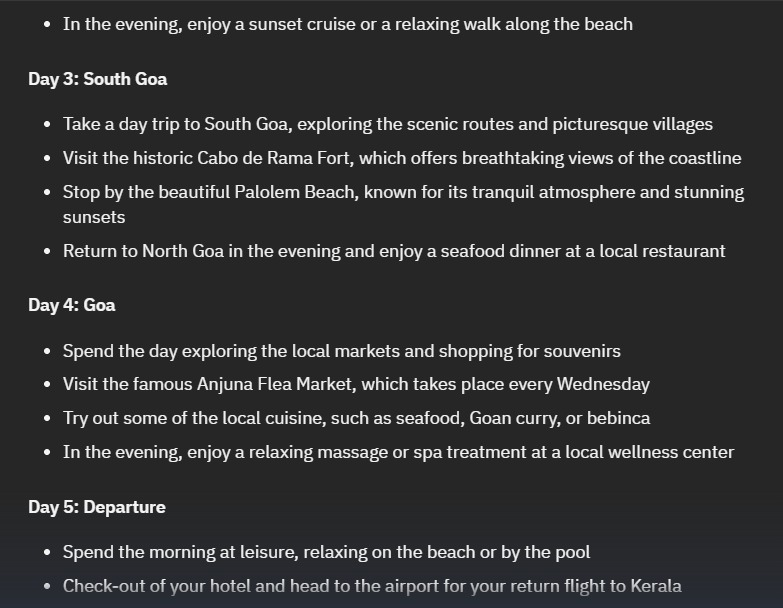 • In the evening, enjoy a sunset cruise or a relaxing walk along the beach
Day 3: South Goa
• Take a day trip to South Goa, exploring the scenic routes and picturesque villages
• Visit the historic Cabo de Rama Fort, which offers breathtaking views of the coastline
• Stop by the beautiful Palolem Beach, known for its tranquil atmosphere and stunning
sunsets
• Return to North Goa in the evening and enjoy a seafood dinner at a local restaurant
Day 4: Goa
• Spend the day exploring the local markets and shopping for souvenirs
• Visit the famous Anjuna Flea Market, which takes place every Wednesday
• Try out some of the local cuisine, such as seafood, Goan curry, or bebinca
• In the evening, enjoy a relaxing massage or spa treatment at a local wellness center
Day 5: Departure
• Spend the morning at leisure, relaxing on the beach or by the pool
• Check-out of your hotel and head to the airport for your return flight to Kerala